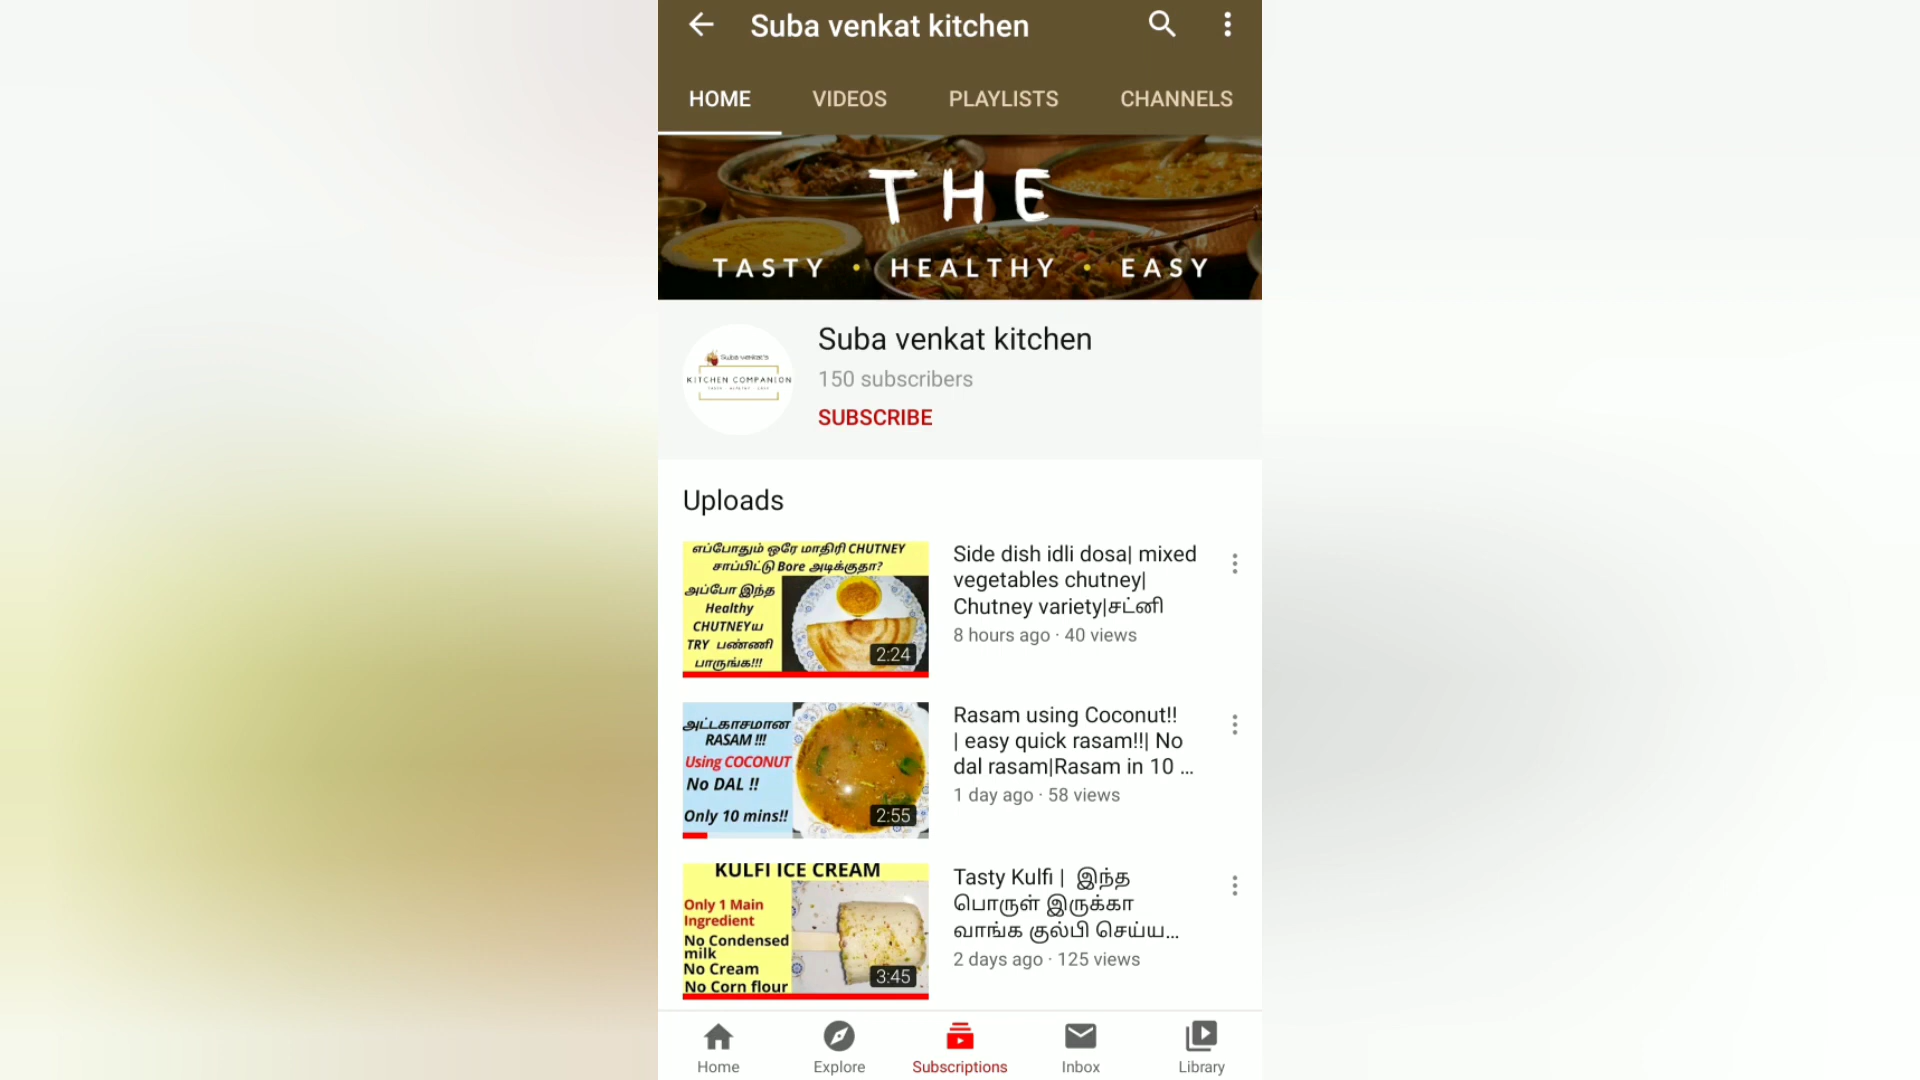 Suba venkat kitchen
HOME VIDEOS PLAYLISTS CHANNELS
THE
TASTY • HEALTHY • EASY
Suba venkat's
KITCHEN COMPANION
Suba venkat kitchen
150 subscribers
SUBSCRIBE
Uploads
எப்போதும் ஒரே மாதிரி CHUTNEY
சாப்பிட்டு Bore அடிக்குதா?
அப்போ இந்த
Healthy
CHUTNEYய
TRY பண்ணி
பாருங்க!!!
2:24
Side dish idli dosa| mixed
vegetables chutney|
Chutney variety|சட்னி
8 hours ago · 40 views
அட்டகாசமான
RASAM !!!
Using COCONUT
No DAL !!
Only 10 mins!!
2:55
Rasam using Coconut!!
| easy quick rasam!!| No
dal rasam|Rasam in 10 ...
1 day ago · 58 views
KULFI ICE CREAM
Only 1 Main
Ingredient
No Condensed
milk
No Cream
No Corn flour
3:45
Tasty Kulfi | இந்த
பொருள் இருக்கா
வாங்க குல்பி செய்ய...
2 days ago · 125 views
Home Explore Subscriptions Inbox Library